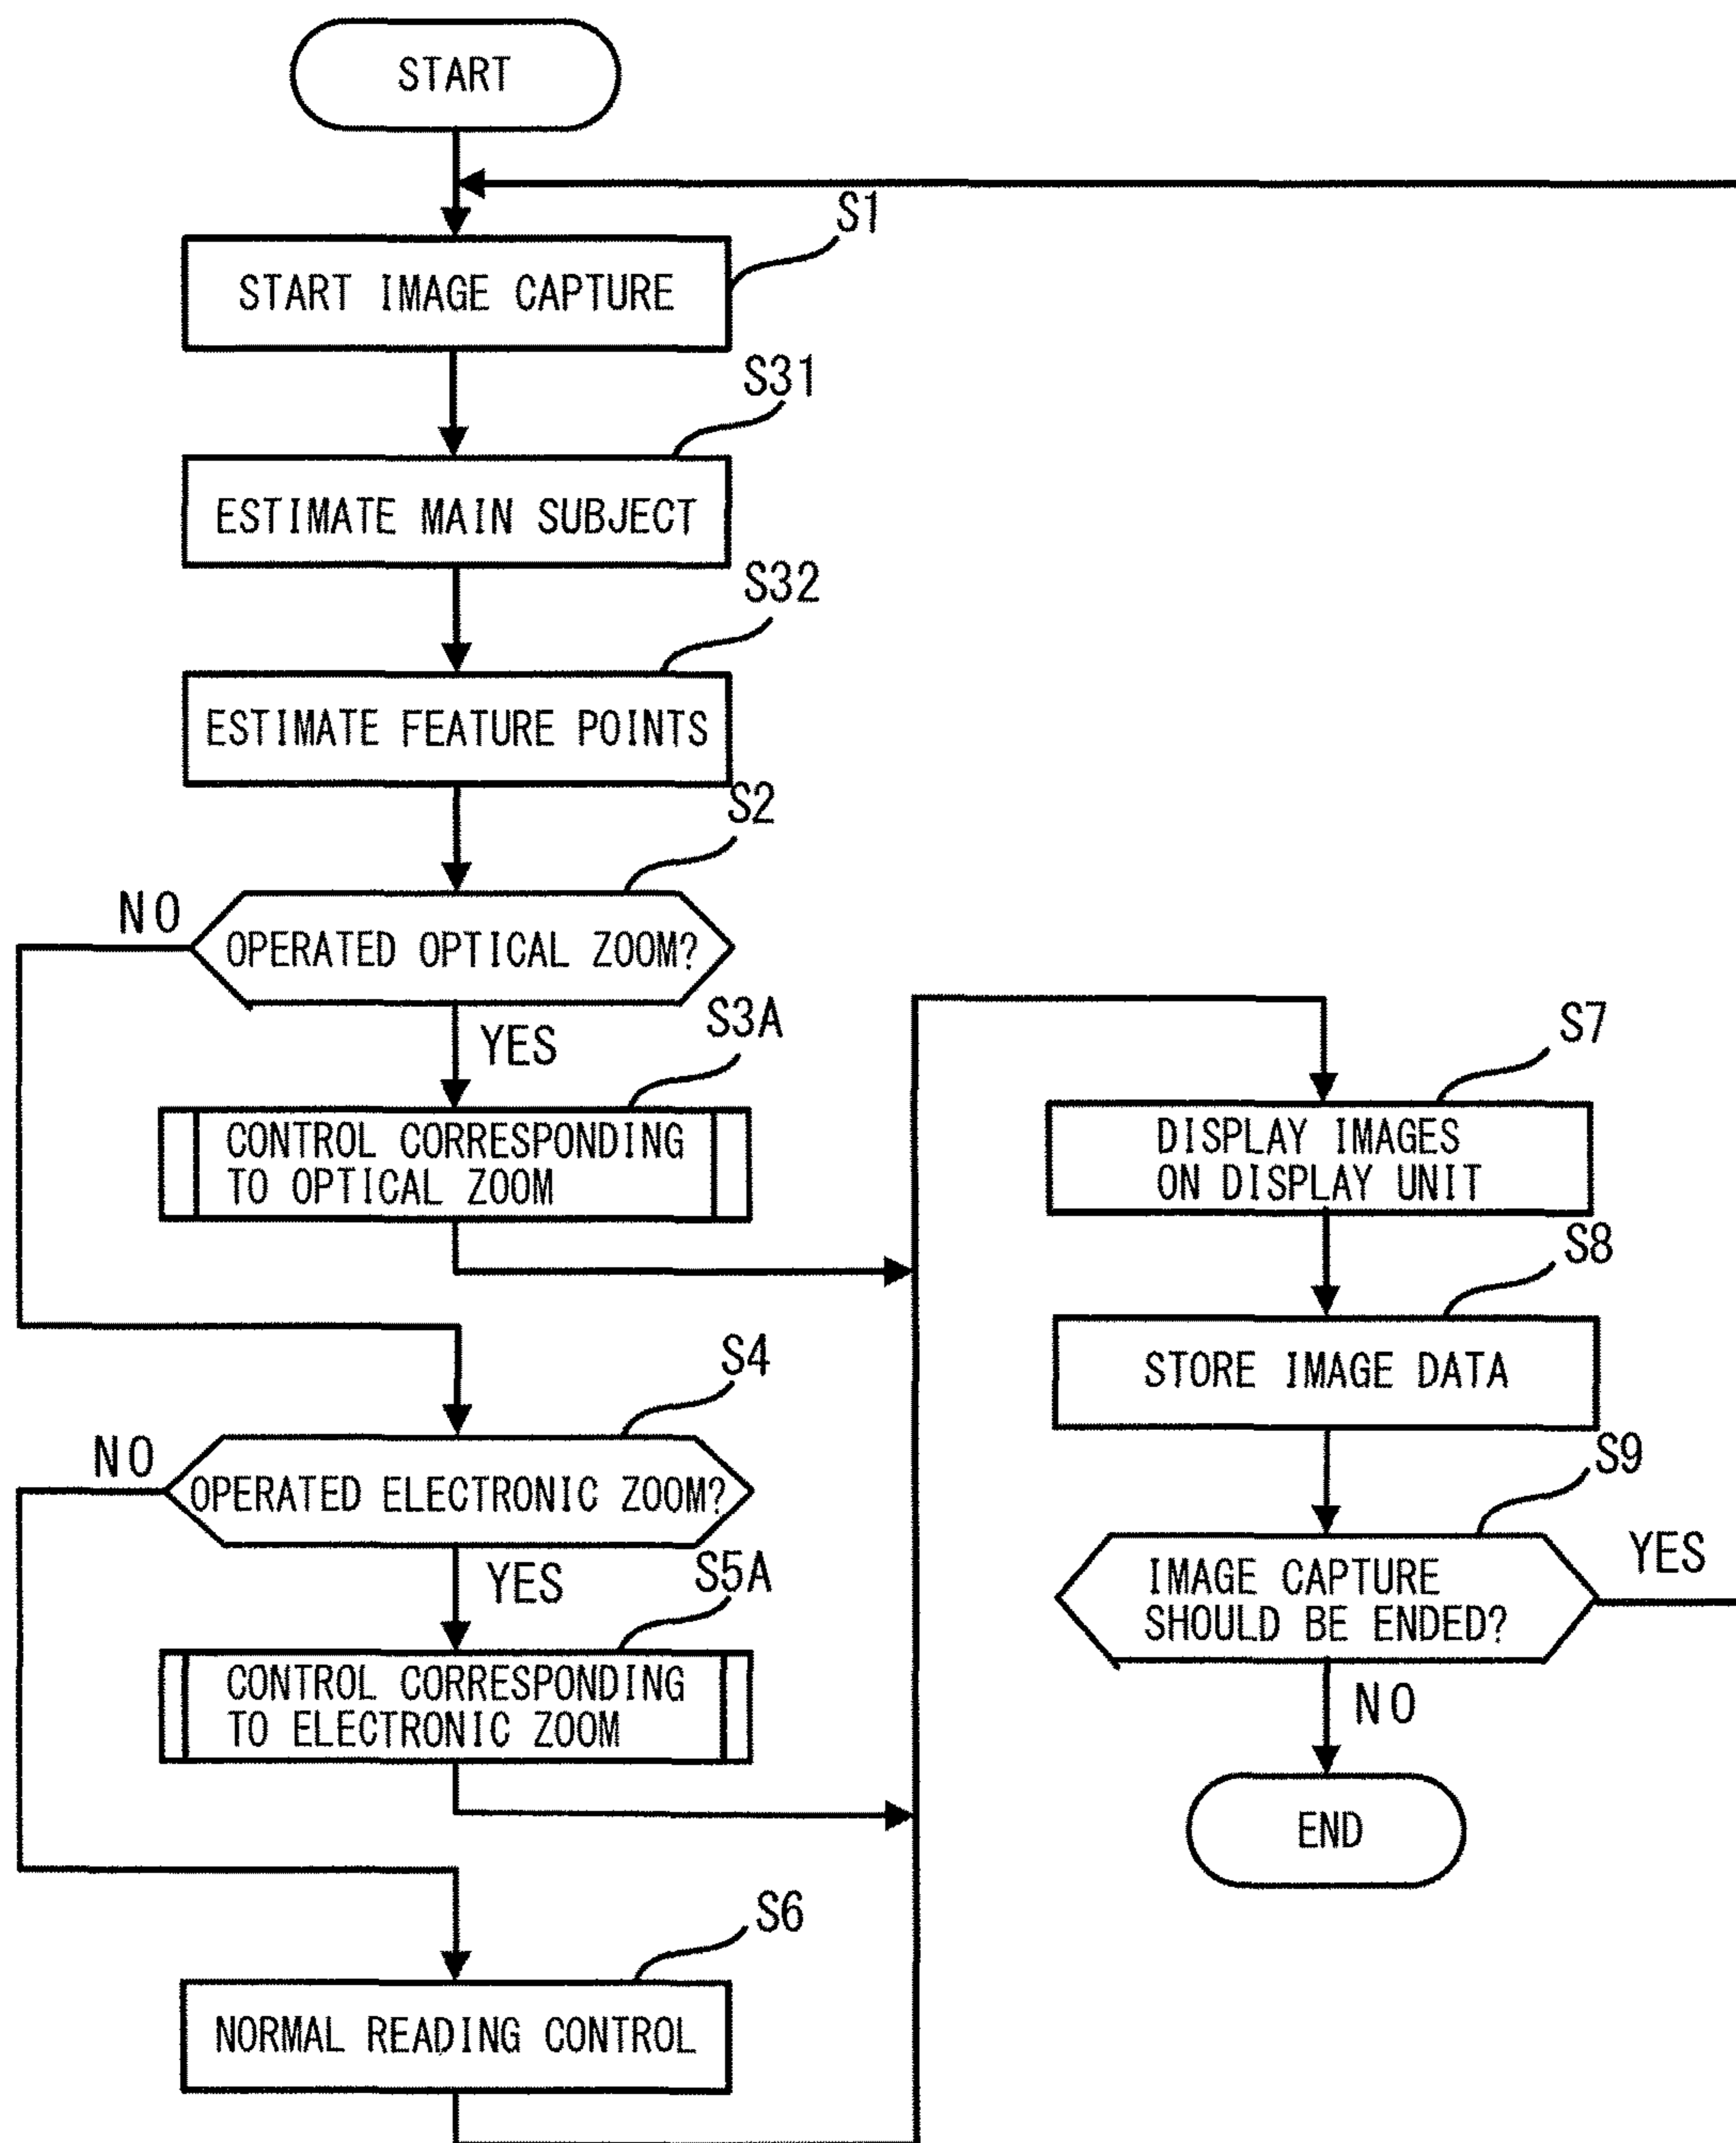 START
S1
START IMAGE CAPTURE
S31
ESTIMATE MAIN SUBJECT
S32
ESTIMATE FEATURE POINTS
S2
NO
OPERATED OPTICAL ZOOM?
YES
S3A
CONTROL CORRESPONDING
TO OPTICAL ZOOM
S4
NO
OPERATED ELECTRONIC ZOOM?
YES
S5A
CONTROL CORRESPONDING
TO ELECTRONIC ZOOM
S6
NORMAL READING CONTROL
S7
DISPLAY IMAGES
ON DISPLAY UNIT
S8
STORE IMAGE DATA
S9
IMAGE CAPTURE
SHOULD BE ENDED?
YES
NO
END